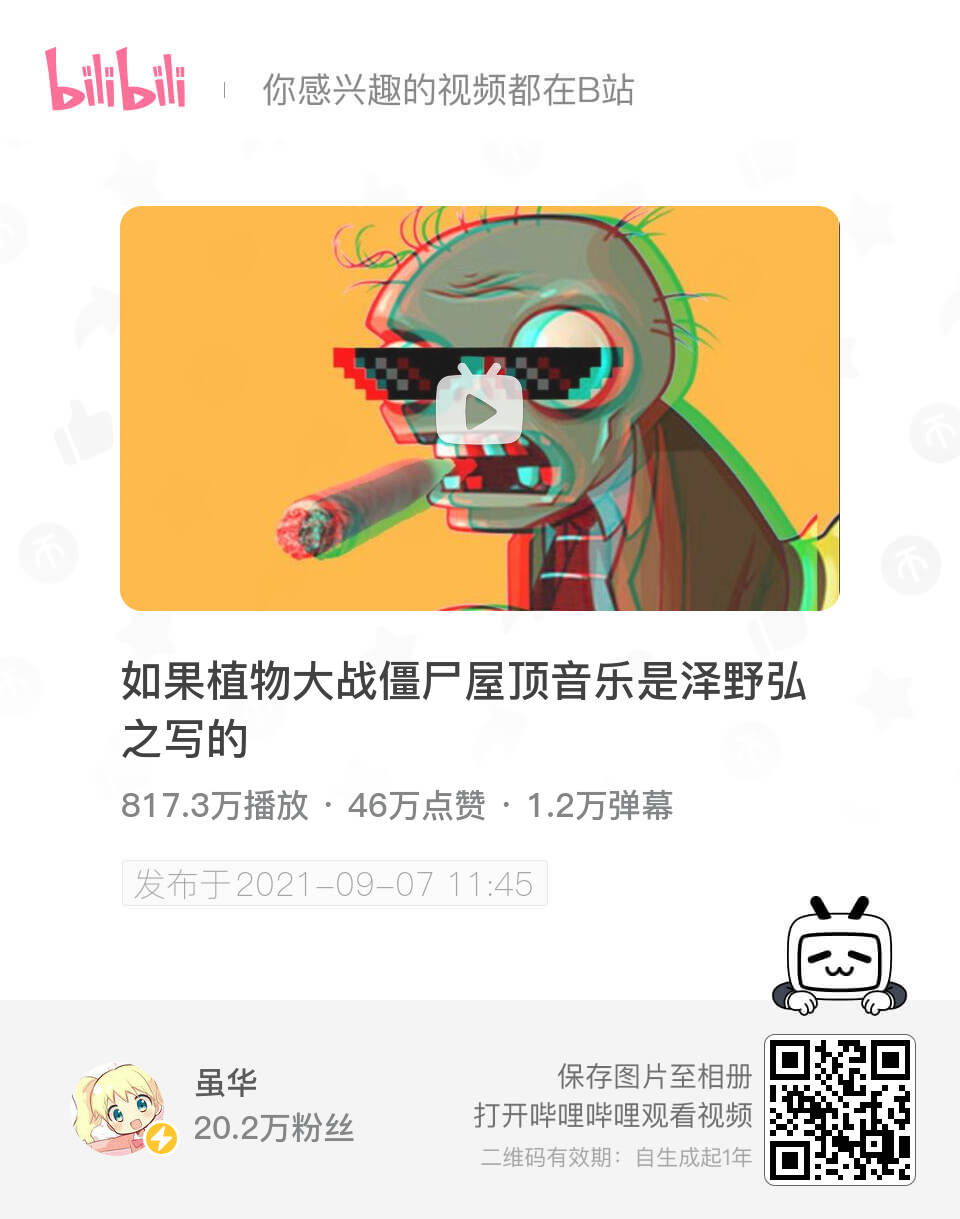 bilibili
你感兴趣的视频都在B站
如果植物大战僵尸屋顶音乐是泽野弘
之写的
817.3万播放 · 46万点赞 · 1.2万弹幕
发布于2021-09-07 11:45
虽华
20.2万粉丝
保存图片至相册
打开哔哩哔哩观看视频
二维码有效期：自生成起1年